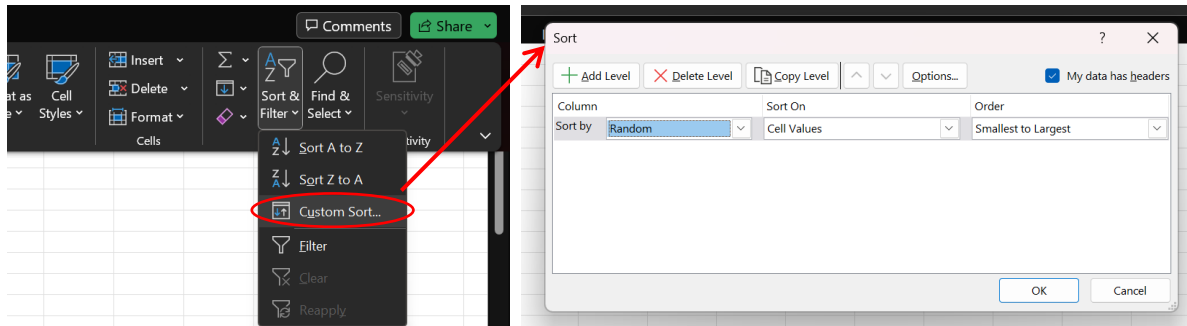 Comments Share
Insert
Delete
Format
at as Cell
Styles
Cells
Sort &
Filter
Find &
Select
Sensitivity
tivity
Sort A to Z
Sort Z to A
Custom Sort...
Filter
Clear
Reapply
Sort ?
Add Level Delete Level Copy Level Options... My data has headers
Column Sort On Order
Sort by Random Cell Values Smallest to Largest
OK Cancel